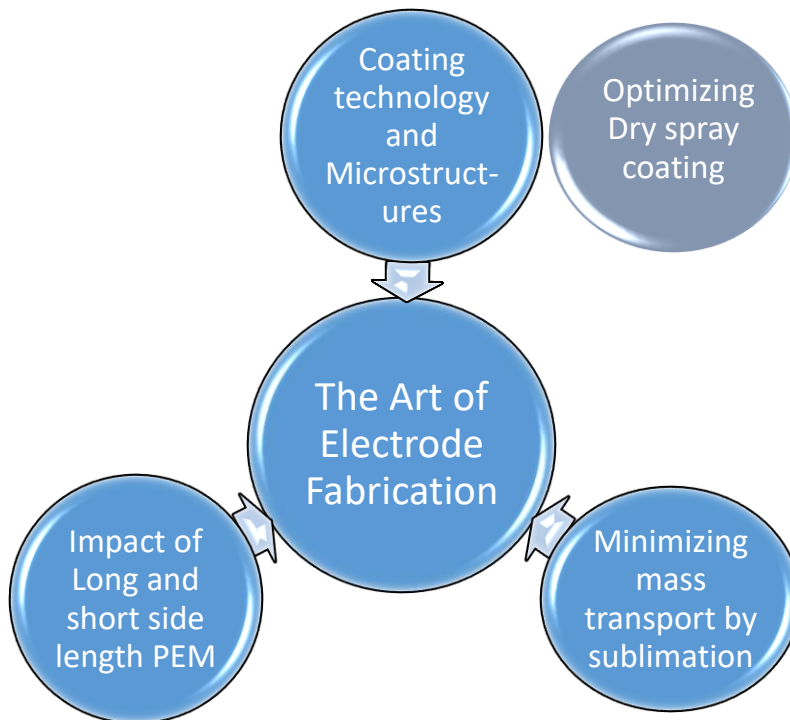 Coating
technology
and
Microstruct-
ures
Optimizing
Dry spray
coating
The Art of
Electrode
Fabrication
Impact of
Long and
short side
length PEM
Minimizing
mass
transport by
sublimation